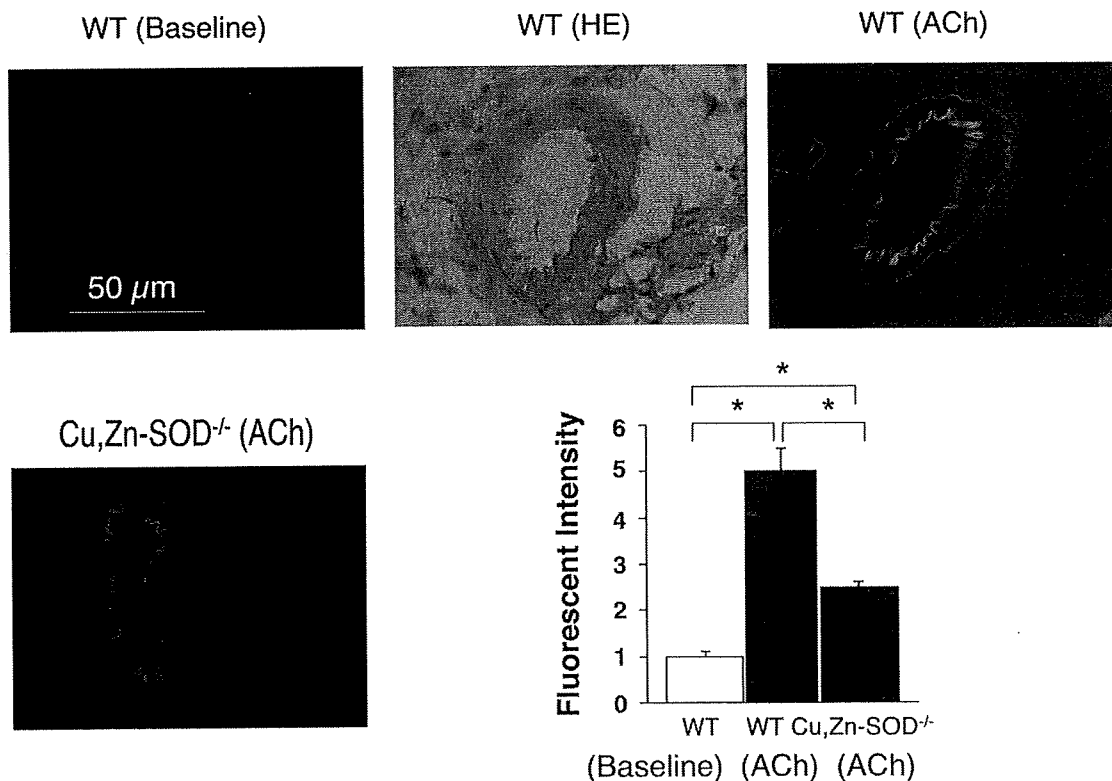 WT (Baseline)
WT (HE)
WT (ACh)
50 µm
Cu,Zn-SOD-/- (ACh)
*
* *
Fluorescent Intensity
6
5
4
3
2
1
0
WT WT Cu,Zn-SOD-/-
(Baseline) (ACh) (ACh)